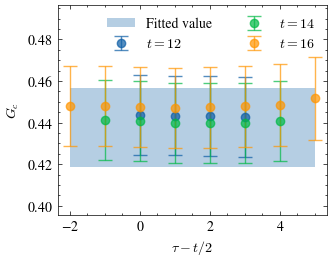 Fitted value
t = 12
t = 14
t = 16
0.48
0.46
0.44
0.42
0.40
G_ε
−2 0 2 4
τ − t/2